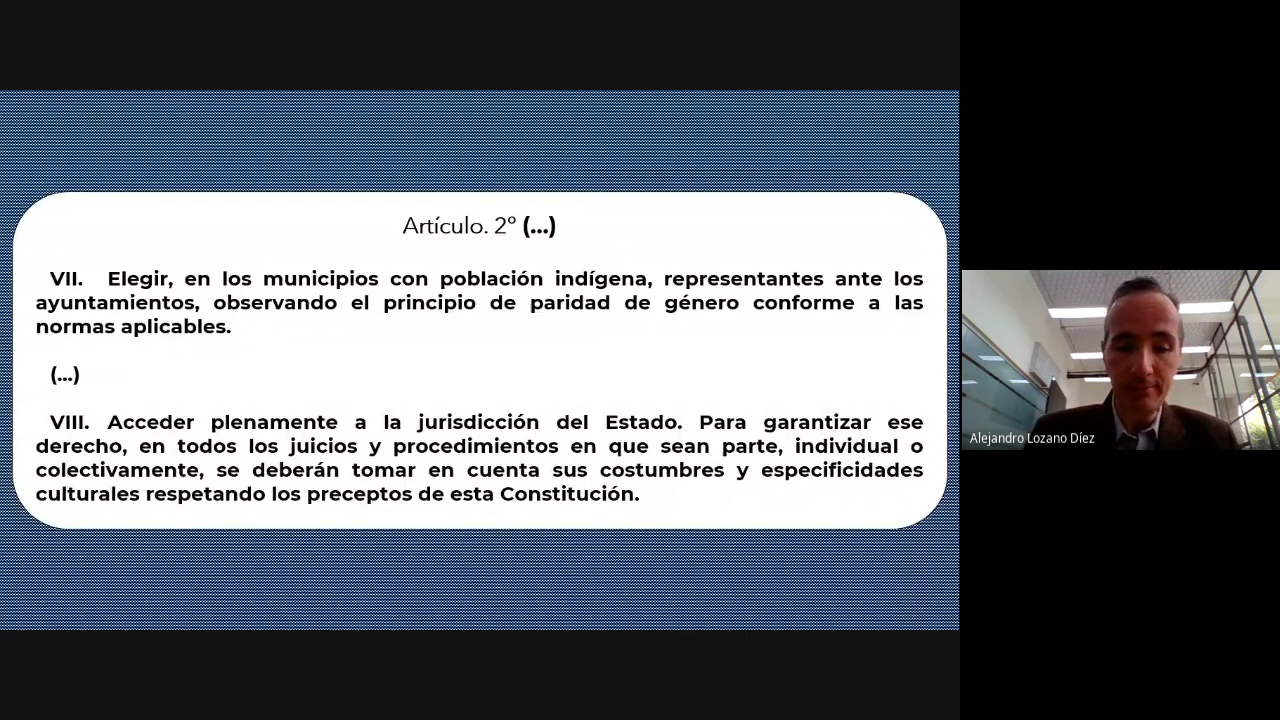 Artículo. 2° (...)
VII. Elegir, en los municipios con población indígena, representantes ante los
ayuntamientos, observando el principio de paridad de género conforme a las
normas aplicables.
(...)
VIII. Acceder plenamente a la jurisdicción del Estado. Para garantizar ese
derecho, en todos los juicios y procedimientos en que sean parte, individual o
colectivamente, se deberán tomar en cuenta sus costumbres y especificidades
culturales respetando los preceptos de esta Constitución.
Alejandro Lozano Díez